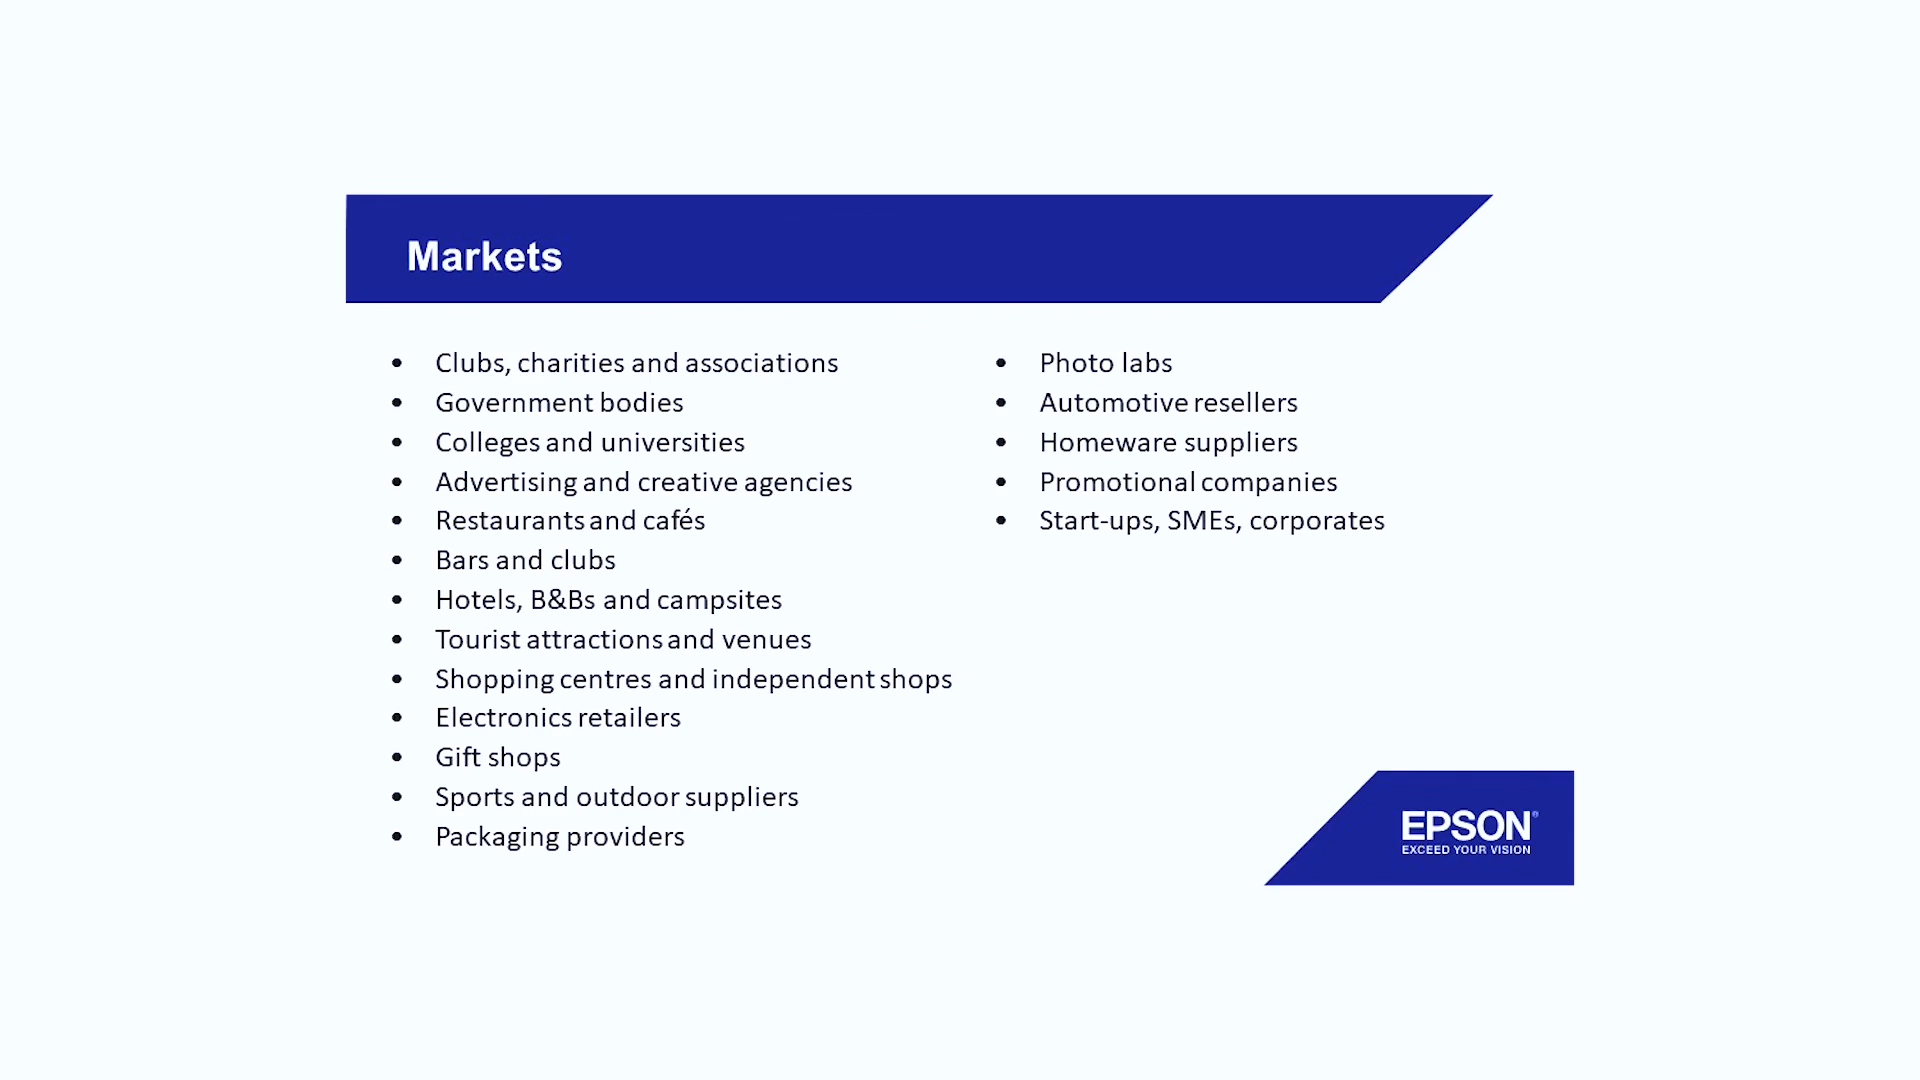 Markets
• Clubs, charities and associations
• Government bodies
• Colleges and universities
• Advertising and creative agencies
• Restaurants and cafés
• Bars and clubs
• Hotels, B&Bs and campsites
• Tourist attractions and venues
• Shopping centres and independent shops
• Electronics retailers
• Gift shops
• Sports and outdoor suppliers
• Packaging providers
• Photo labs
• Automotive resellers
• Homeware suppliers
• Promotional companies
• Start-ups, SMEs, corporates
EPSON®
EXCEED YOUR VISION